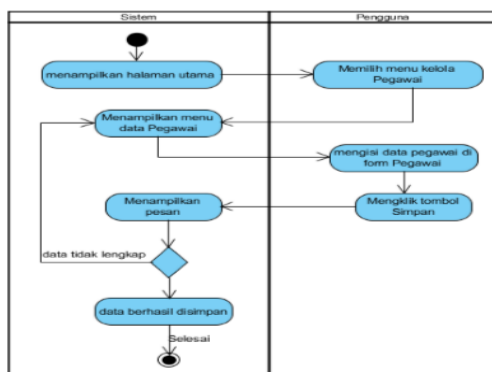 Sistem
Pengguna
menampilkan halaman utama
Memilih menu kelola
Pegawai
Menampilkan menu
data Pegawai
mengisi data pegawai di
form Pegawai
Menampilkan
pesan
Mengklik tombol
Simpan
data tidak lengkap
data berhasil disimpan
Selesai